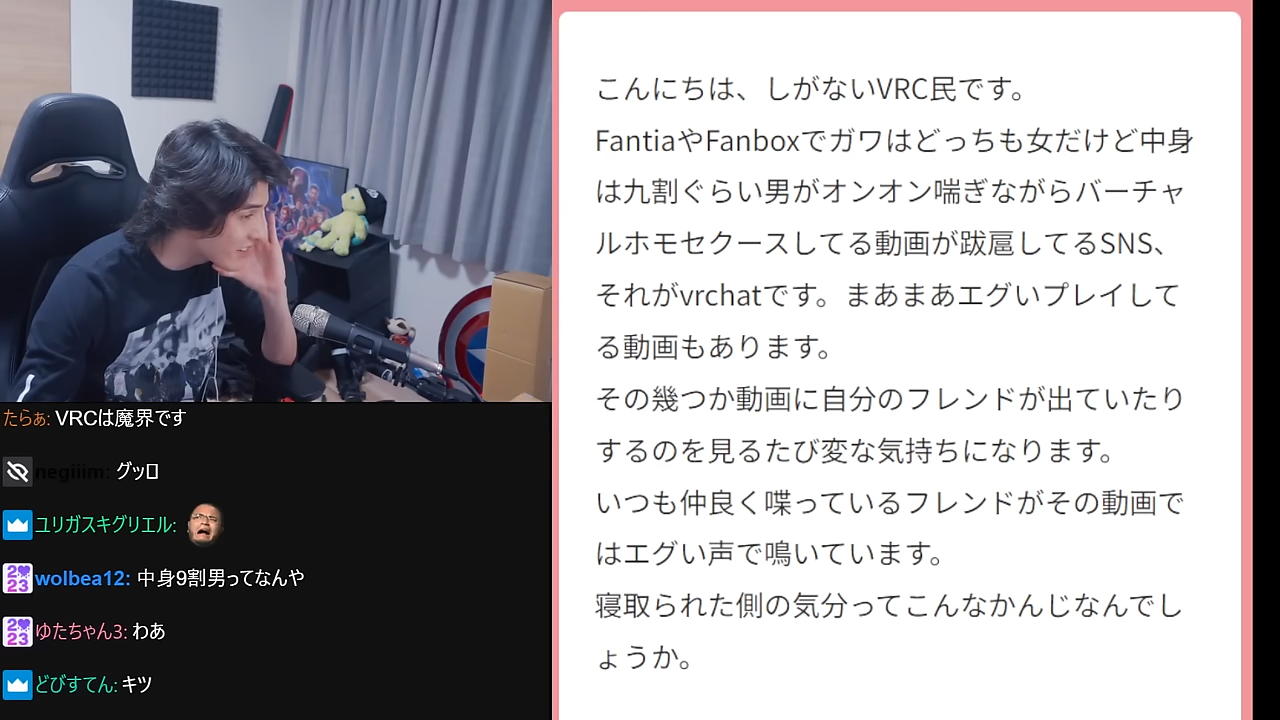 こんにちは、しがないVRC民です。
FantiaやFanboxでガワはどっちも女だけど中身
は九割ぐらい男がオンオン喘ぎながらバーチャ
ルホモセクースしてる動画が跋扈してるSNS、
それがvrchatです。まあまあエグいプレイして
る動画もあります。
その幾つか動画に自分のフレンドが出ていたり
するのを見るたび変な気持ちになります。
いつも仲良く喋っているフレンドがその動画で
はエグい声で鳴いています。
寝取られた側の気分ってこんなかんじなんでし
ょうか。
たらぁ: VRCは魔界です
negiiim: グッロ
ユリガスキグリエル:
2023 wolbea12: 中身9割男ってなんや
2023 ゆたちゃん3: わあ
どびすてん: キツ